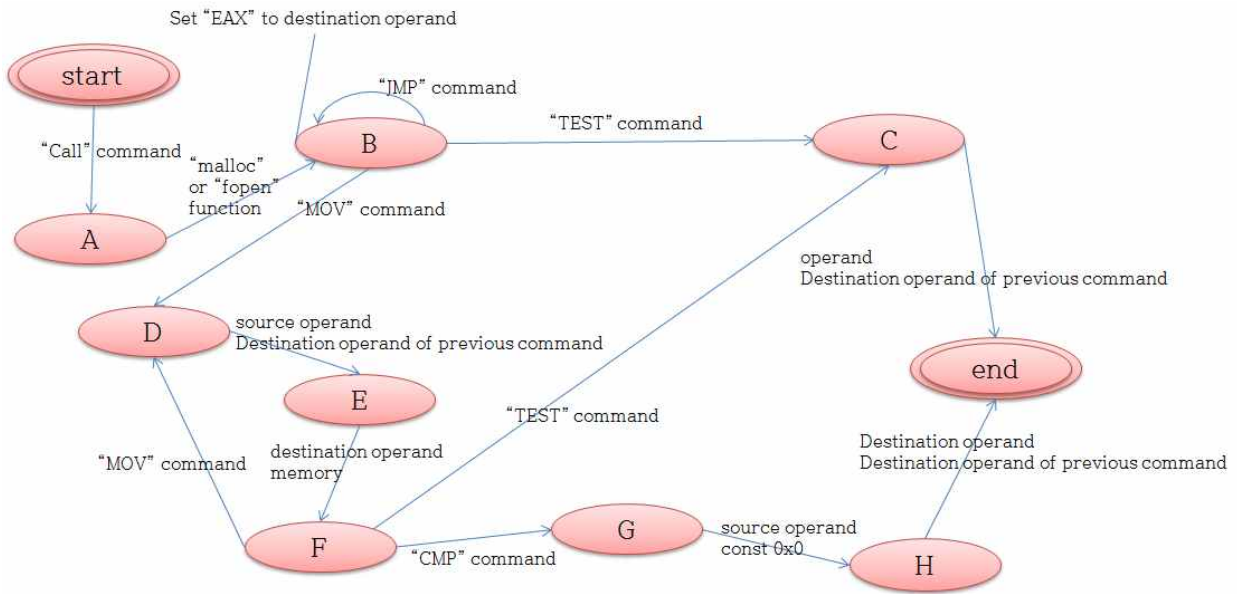 Set “EAX” to destination operand
start
“JMP” command
B
“TEST” command
C
“Call” command
“malloc”
or “fopen”
function
“MOV” command
A
operand
Destination operand of previous command
D
source operand
Destination operand of previous command
end
E
“TEST” command
destination operand
memory
“MOV” command
Destination operand
Destination operand of previous command
G
source operand
const 0x0
F
“CMP” command
H